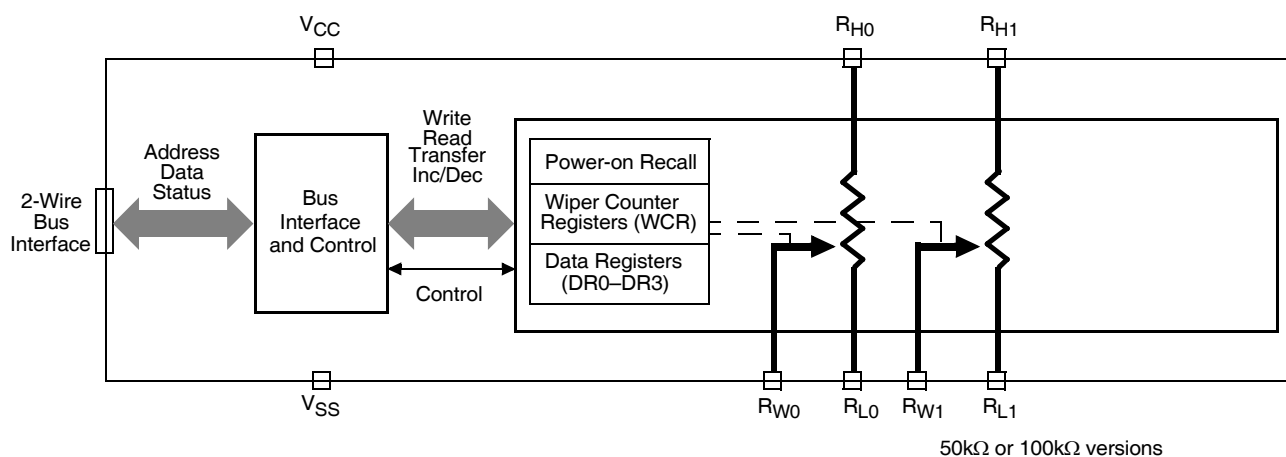 VCC
RH0
RH1
Address
Data
Status
Write
Read
Transfer
Inc/Dec
2-Wire
Bus
Interface
Bus
Interface
and Control
Control
Power-on Recall
Wiper Counter
Registers (WCR)
Data Registers
(DR0–DR3)
VSS
RW0
RL0
RW1
RL1
50kΩ or 100kΩ versions